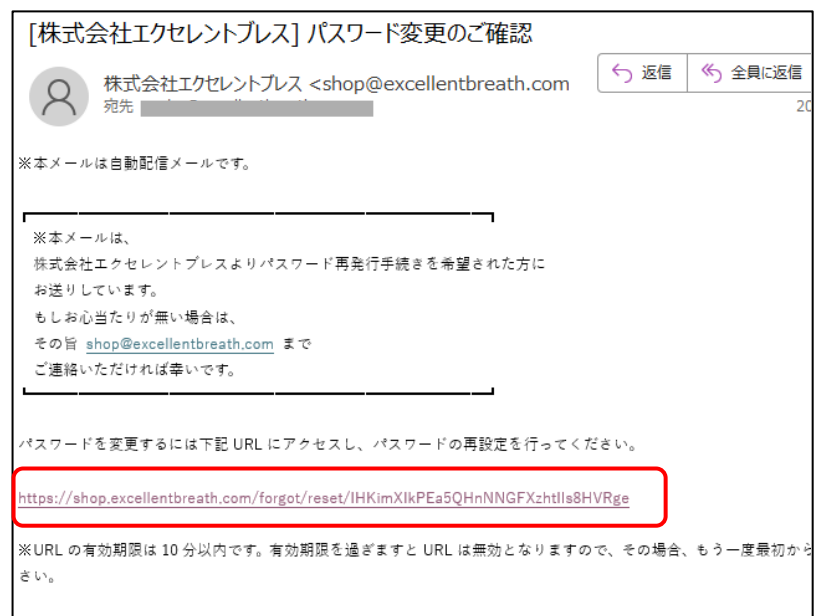 [株式会社エクセレントブレス] パスワード変更のご確認
株式会社エクセレントブレス <shop@excellentbreath.com
返信
全員に返信
宛先
20
※本メールは自動配信メールです。
※本メールは、
株式会社エクセレントブレスよりパスワード再発行手続きを希望された方に
お送りしています。
もしお心当たりが無い場合は、
その旨 shop@excellentbreath.com まで
ご連絡いただければ幸いです。
パスワードを変更するには下記 URL にアクセスし、パスワードの再設定を行ってください。
https://shop.excellentbreath.com/forgot/reset/IHKimXIkPEa5QHnNNGFXzhtIIs8HVRge
※URL の有効期限は 10 分以内です。有効期限を過ぎますと URL は無効となりますので、その場合、もう一度最初から
さい。